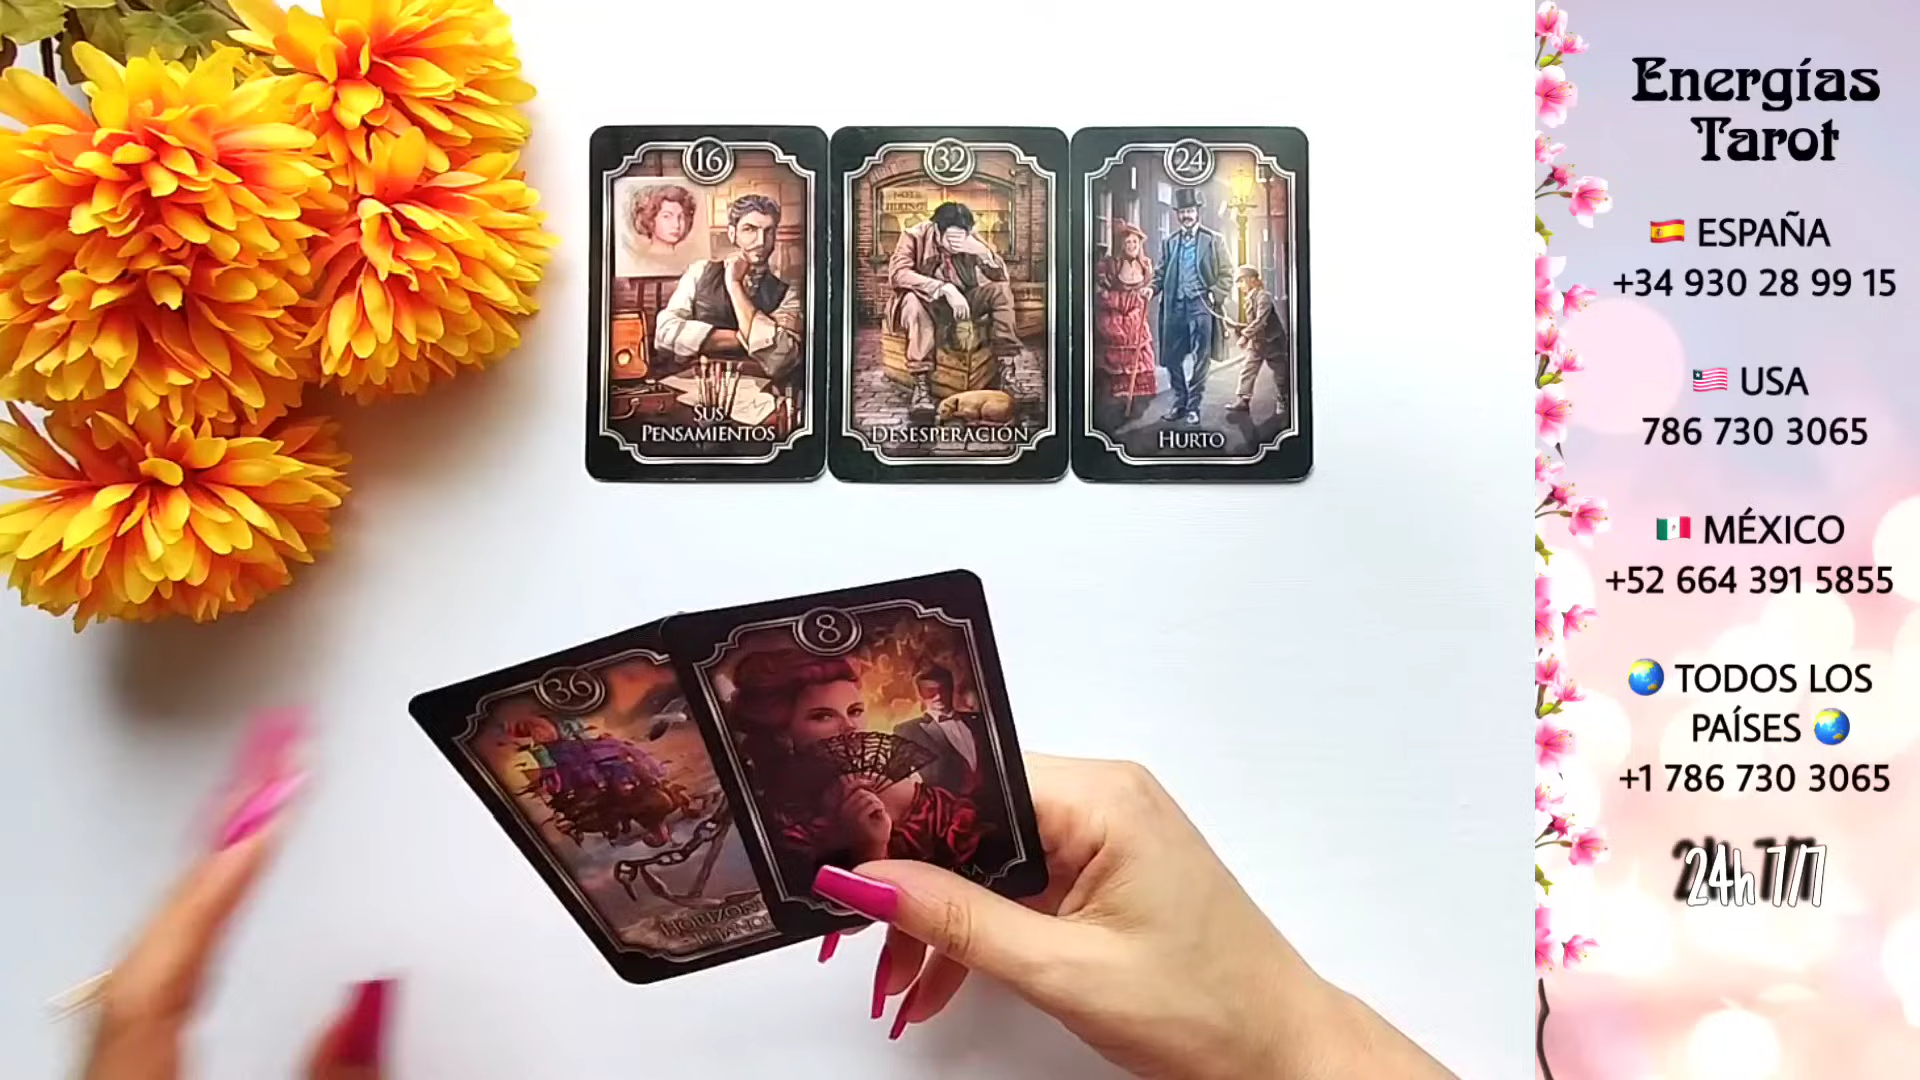 16
SUS
PENSAMIENTOS
32
DESESPERACIÓN
24
HURTO
36
8
Energías
Tarot
ESPAÑA
+34 930 28 99 15
USA
786 730 3065
MÉXICO
+52 664 391 5855
TODOS LOS
PAÍSES
+1 786 730 3065
24h 7/7